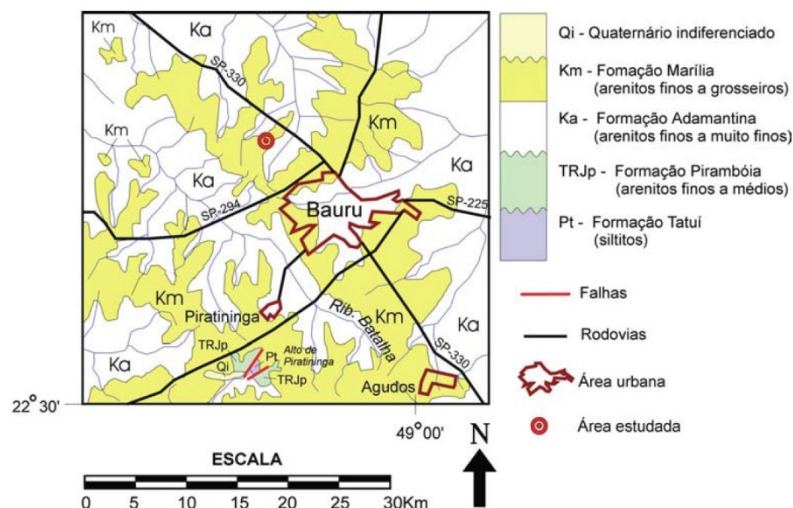 Km
Ka
SP-330
Km
Km
Ka
Ka
SP-294
Bauru
SP-225
Km
Piratininga
Rib. Batalha
Km
Ka
TRJp
Alto de
Piratininga
Pt
Qi
TRJp
Ka
SP-330
Agudos
22° 30'
49° 00'
N
ESCALA
0 5 10 15 20 25 30Km
Qi - Quaternário indiferenciado
Km - Fomação Marília
(arenitos finos a grosseiros)
Ka - Formação Adamantina
(arenitos finos a muito finos)
TRJp - Formação Pirambóia
(arenitos finos a médios)
Pt - Formação Tatuí
(siltitos)
Falhas
Rodovias
Área urbana
Área estudada